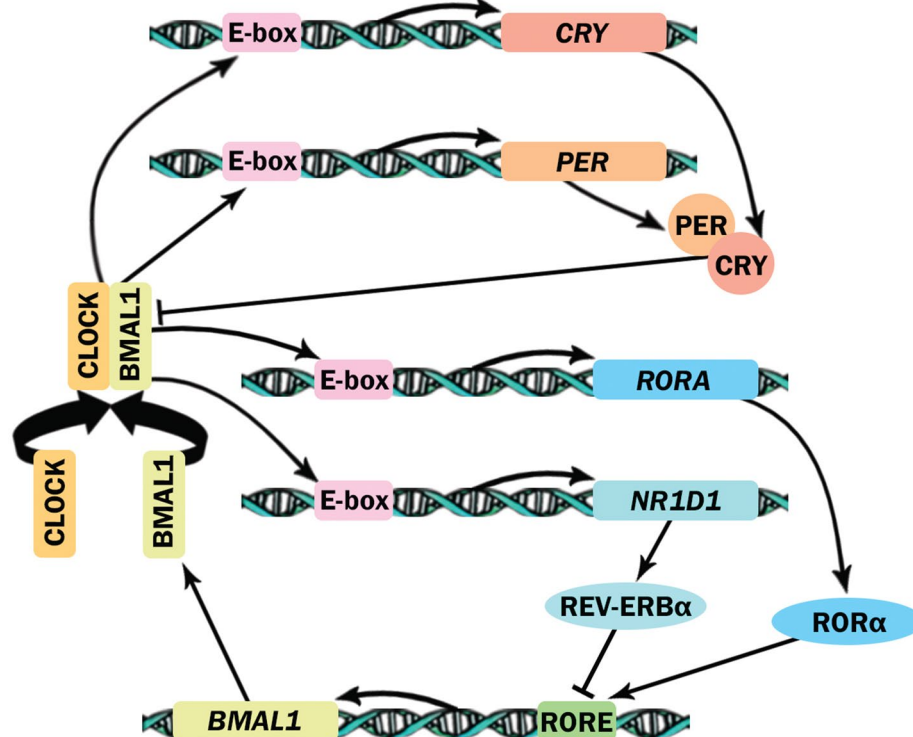 E-box
CRY
E-box
PER
PER
CRY
CLOCK
BMAL1
E-box
RORA
CLOCK
BMAL1
E-box
NR1D1
REV-ERBα
RORα
BMAL1
RORE